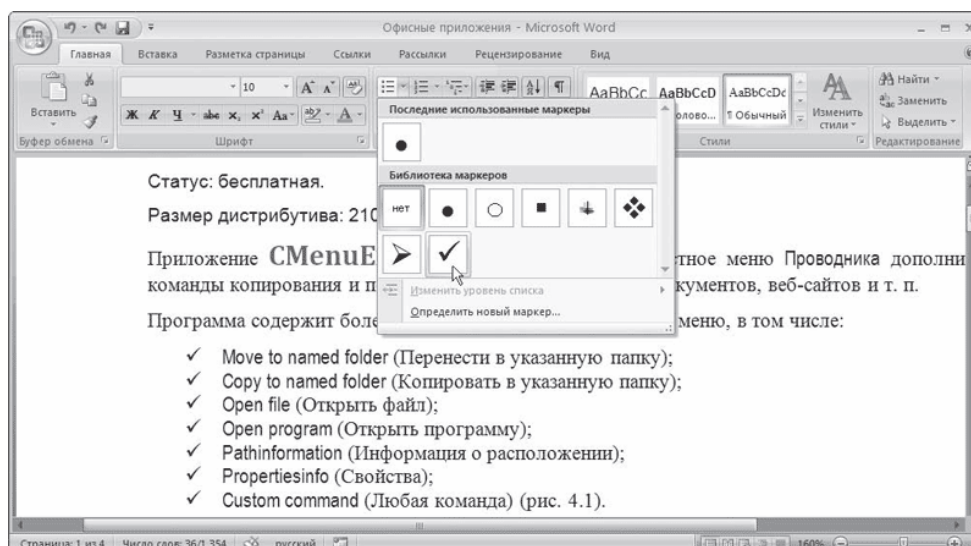 Офисные приложения - Microsoft Word
Главная Вставка Разметка страницы Ссылки Рассылки Рецензирование Вид
Вставить
10
Ж К Ч abc x₂ x² Aa
AaBbCc AaBbCcD AaBbCcDc
олово... ¶ Обычный
Изменить стили
Найти
Заменить
Выделить
Буфер обмена Шрифт Стили Редактирование
Последние использованные маркеры
Библиотека маркеров
нет
Изменить уровень списка
Определить новый маркер...
Статус: бесплатная.
Размер дистрибутива: 210
Приложение CMenuE тное меню Проводника дополни
команды копирования и п кументов, веб-сайтов и т. п.
Программа содержит боле меню, в том числе:
✓ Move to named folder (Перенести в указанную папку);
✓ Copy to named folder (Копировать в указанную папку);
✓ Open file (Открыть файл);
✓ Open program (Открыть программу);
✓ Pathinformation (Информация о расположении);
✓ Propertiesinfo (Свойства);
✓ Custom command (Любая команда) (рис. 4.1).
Страница: 1 из 4 Число слов: 36/1 354 русский 160%